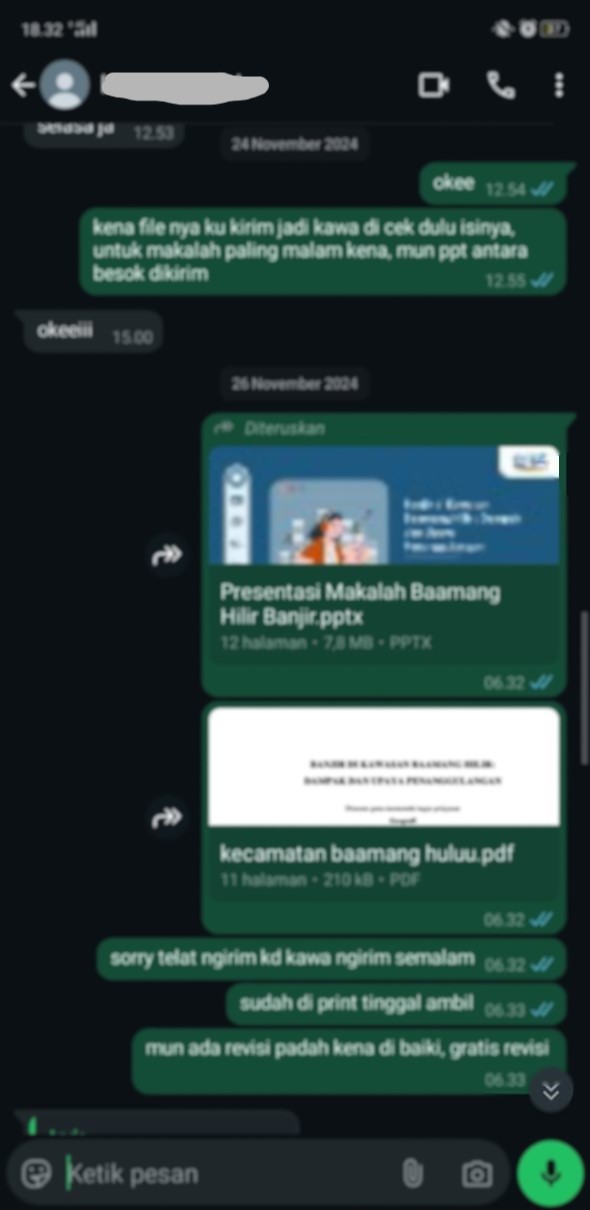 18.32
selasa ja 12.53
24 November 2024
okee 12.54
kena file nya ku kirim jadi kawa di cek dulu isinya,
untuk makalah paling malam kena, mun ppt antara
besok dikirim 12.55
okeeiii 15.00
26 November 2024
Diteruskan
Presentasi Makalah Baamang
Hilir Banjir.pptx
12 halaman • 7,8 MB • PPTX
06.32
BANJIR DI KAWASAN BAAMANG HILIR:
DAMPAK DAN UPAYA PENANGGULANGAN
kecamatan baamang huluu.pdf
11 halaman • 210 kB • PDF
06.32
sorry telat ngirim kd kawa ngirim semalam 06.32
sudah di print tinggal ambil 06.33
mun ada revisi padah kena di baiki, gratis revisi
06.33
Ketik pesan